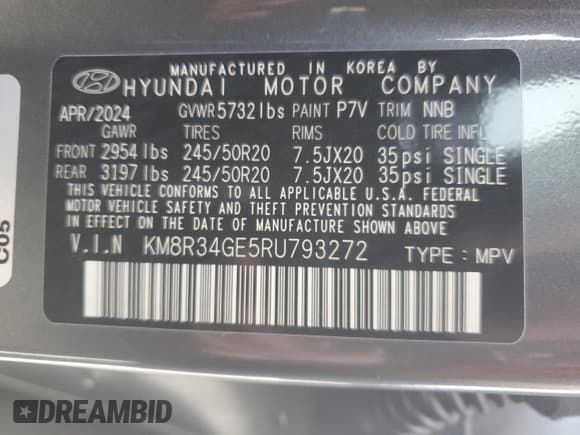 MANUFACTURED IN KOREA BY
HYUNDAI MOTOR COMPANY
APR/2024 GVWR 5732lbs PAINT P7V TRIM NNB
GAWR TIRES RIMS COLD TIRE INFL
FRONT 2954lbs 245/50R20 7.5JX20 35psi SINGLE
REAR 3197lbs 245/50R20 7.5JX20 35psi SINGLE
THIS VEHICLE CONFORMS TO ALL APPLICABLE U.S.A. FEDERAL
MOTOR VEHICLE SAFETY, BUMPER, AND THEFT PREVENTION STANDARDS
IN EFFECT ON THE DATE OF MANUFACTURE SHOWN ABOVE.
V.I.N KM8R34GE5RU793272 TYPE : MPV
C05
DREAMBID